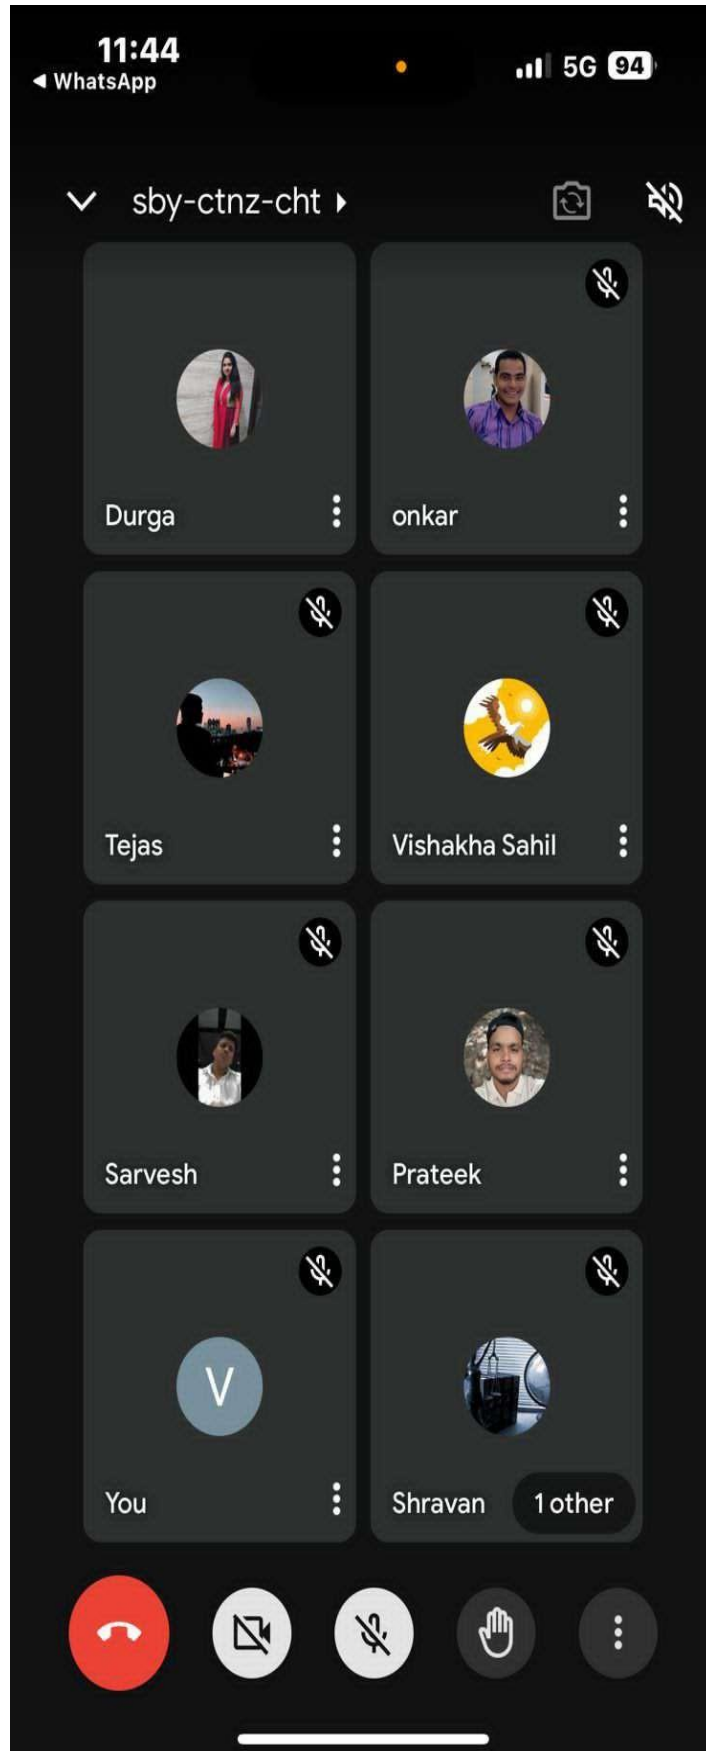 11:44
5G 94
◀ WhatsApp
sby-ctnz-cht
Durga
onkar
Tejas
Vishakha Sahil
Sarvesh
Prateek
V
You
Shravan
1 other